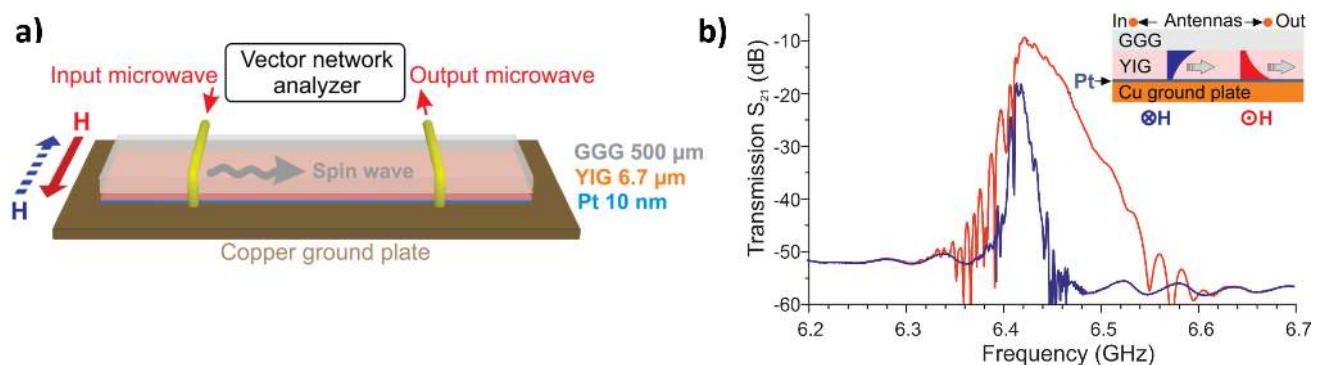 a)
Vector network
analyzer
Input microwave
Output microwave
H
H
Spin wave
GGG 500 µm
YIG 6.7 µm
Pt 10 nm
Copper ground plate
b)
Transmission S21 (dB)
-10
-20
-30
-40
-50
-60
6.2
6.3
6.4
6.5
6.6
6.7
Frequency (GHz)
In Antennas Out
GGG
YIG
Pt
Cu ground plate
⊗H
⊙H